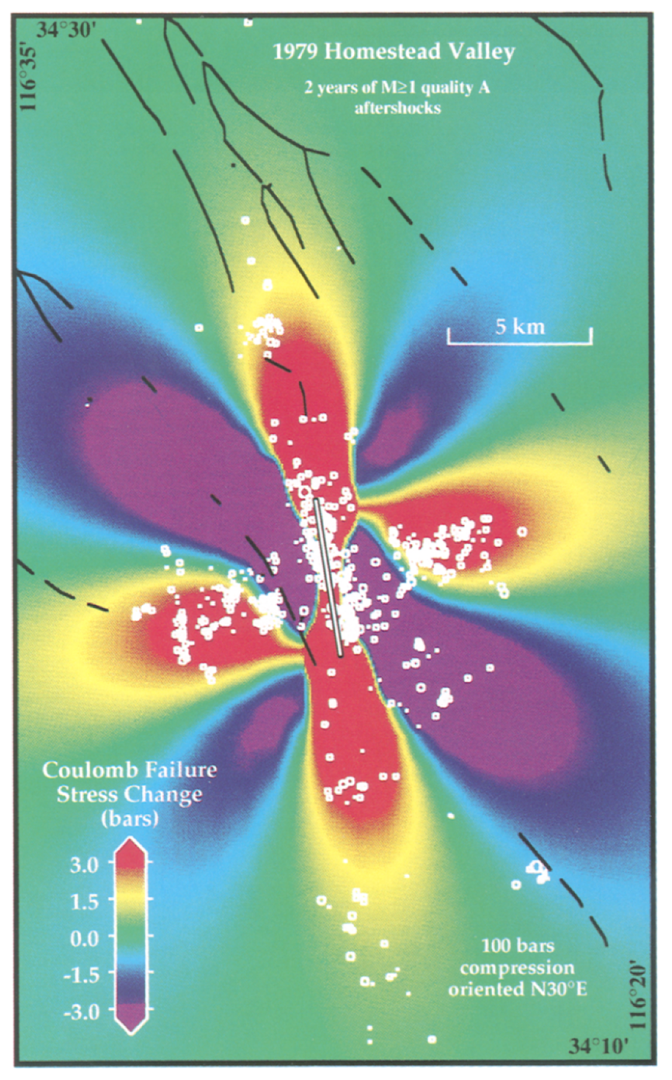 34°30'
116°35'
1979 Homestead Valley
2 years of M≥1 quality A
aftershocks
5 km
Coulomb Failure
Stress Change
(bars)
3.0
1.5
0.0
-1.5
-3.0
100 bars
compression
oriented N30°E
116°20'
34°10'